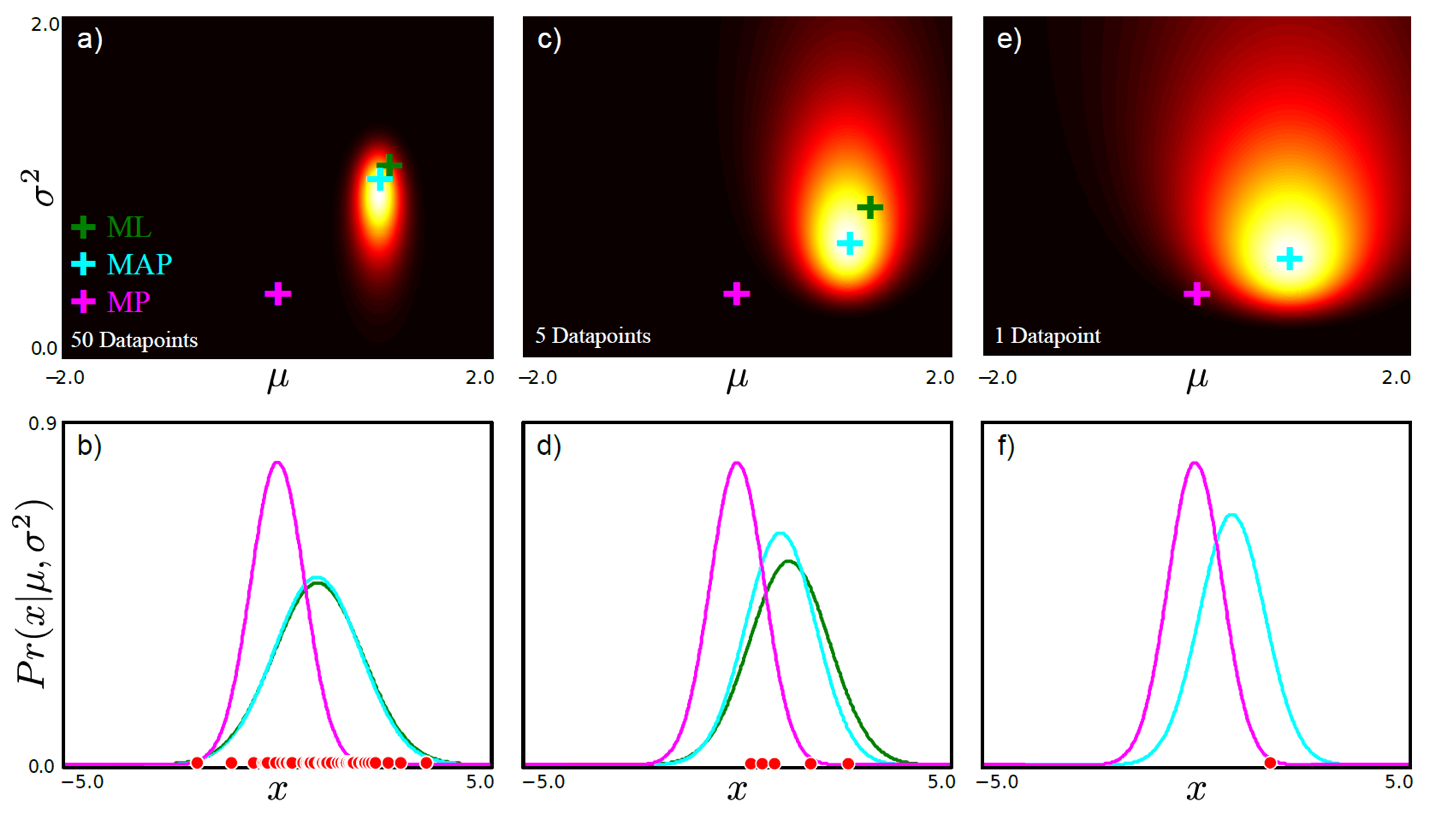 2.0
a)
c)
e)
σ²
ML
MAP
MP
50 Datapoints
5 Datapoints
1 Datapoint
0.0
−2.0
μ
2.0
−2.0
μ
2.0
−2.0
μ
2.0
0.9
b)
d)
f)
Pr(x|μ, σ²)
0.0
−5.0
x
5.0
−5.0
x
5.0
−5.0
x
5.0